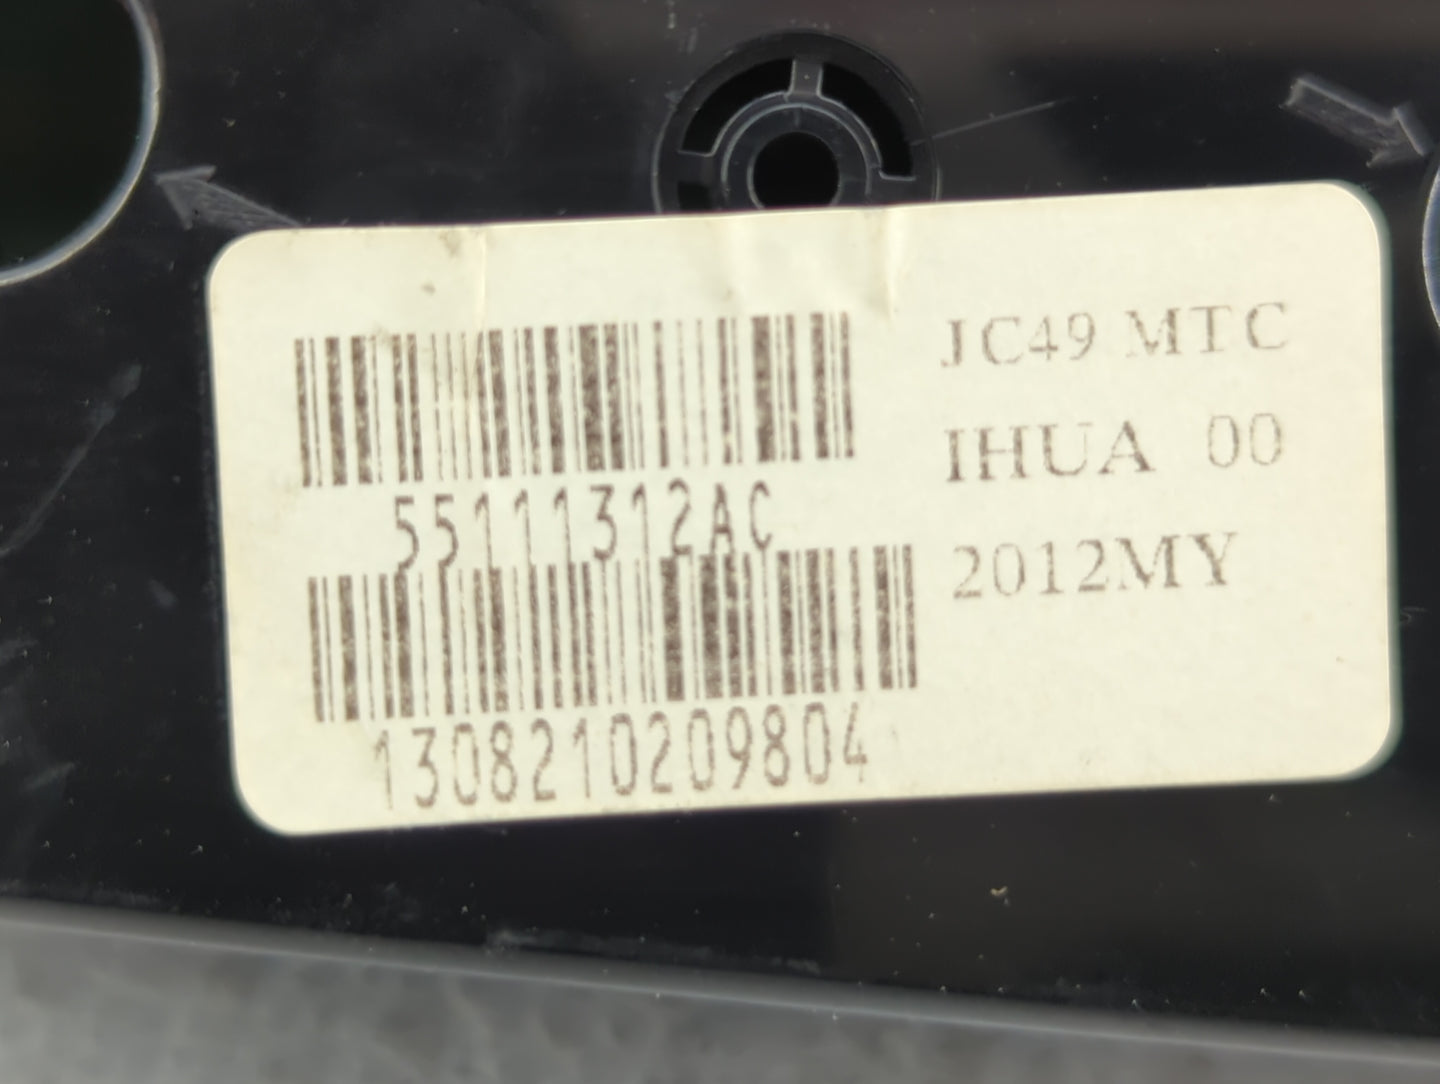 55111312AC
1308210209804
JC49 MTC
IHUA 00
2012MY